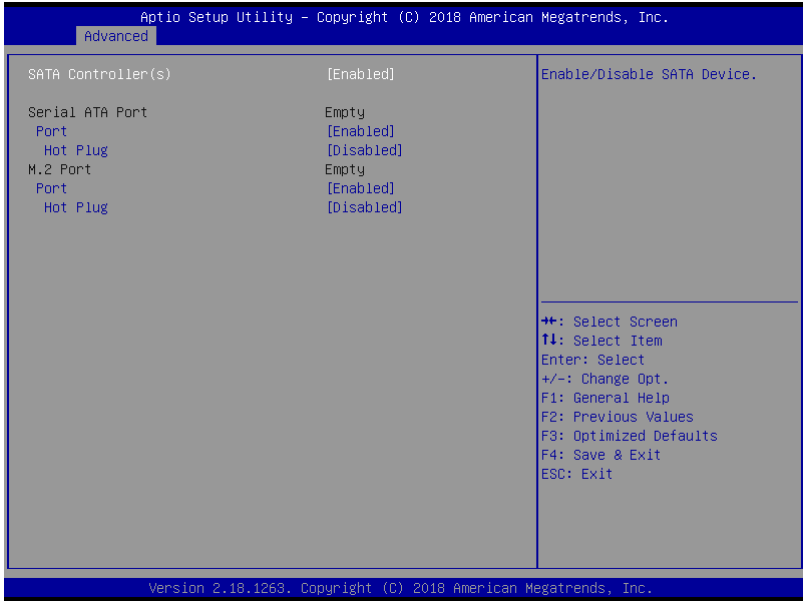 Aptio Setup Utility – Copyright (C) 2018 American Megatrends, Inc.
Advanced
SATA Controller(s) [Enabled]
Serial ATA Port Empty
Port [Enabled]
Hot Plug [Disabled]
M.2 Port Empty
Port [Enabled]
Hot Plug [Disabled]
Enable/Disable SATA Device.
→←: Select Screen
↑↓: Select Item
Enter: Select
+/-: Change Opt.
F1: General Help
F2: Previous Values
F3: Optimized Defaults
F4: Save & Exit
ESC: Exit
Version 2.18.1263. Copyright (C) 2018 American Megatrends, Inc.